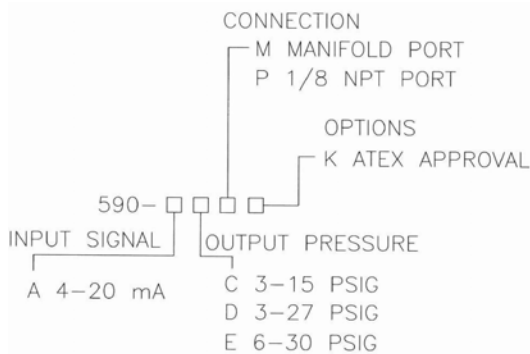 CONNECTION
M MANIFOLD PORT
P 1/8 NPT PORT
OPTIONS
K ATEX APPROVAL
590-
INPUT SIGNAL
OUTPUT PRESSURE
A 4-20 mA
C 3-15 PSIG
D 3-27 PSIG
E 6-30 PSIG